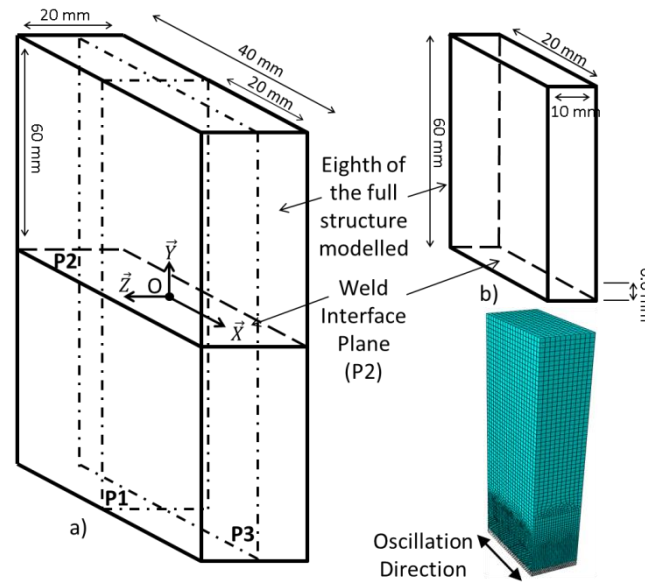 20 mm
40 mm
20 mm
60 mm
P2
O
Y
Z
X
P1
P3
a)
Eighth of
the full
structure
modelled
Weld
Interface
Plane
(P2)
20 mm
60 mm
10 mm
b)
Oscillation
Direction